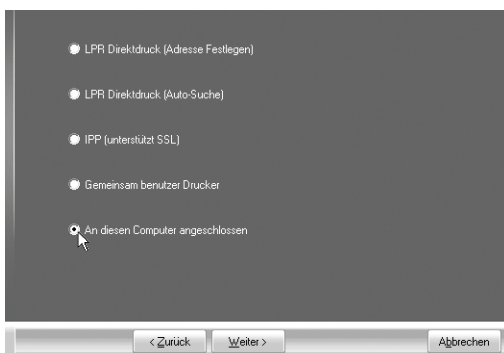 LPR Direktdruck (Adresse Festlegen)
LPR Direktdruck (Auto-Suche)
IPP (unterstützt SSL)
Gemeinsam benutzer Drucker
An diesen Computer angeschlossen
< Zurück Weiter > Abbrechen